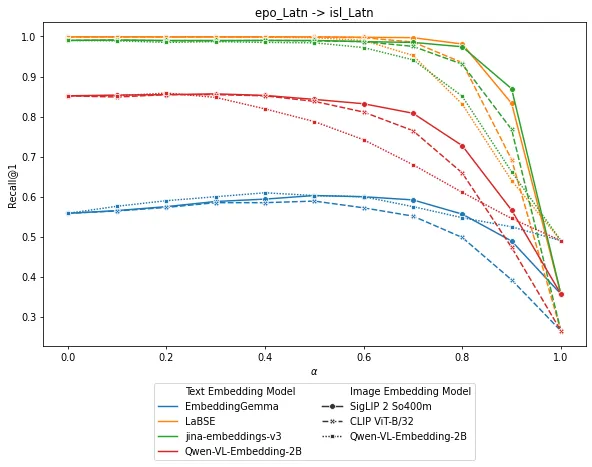 epo_Latn -> isl_Latn
Recall@1
1.0
0.9
0.8
0.7
0.6
0.5
0.4
0.3
0.0 0.2 0.4 0.6 0.8 1.0
α
Text Embedding Model Image Embedding Model
EmbeddingGemma SigLIP 2 So400m
LaBSE CLIP ViT-B/32
jina-embeddings-v3 Qwen-VL-Embedding-2B
Qwen-VL-Embedding-2B